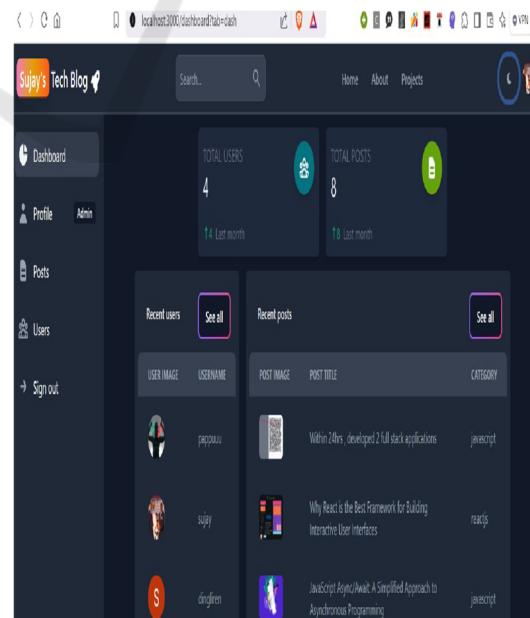 localhost:3000/dashboard?tab=dash
VPN
Sujay's Tech Blog
Search..
Home About Projects
Dashboard
Profile Admin
Posts
Users
Sign out
TOTAL USERS
4
4 Last month
TOTAL POSTS
8
8 Last month
Recent users See all
USER IMAGE USERNAME
pappuuu
sujay
S dingliren
Recent posts See all
POST IMAGE POST TITLE CATEGORY
Within 24hrs , developed 2 full stack applications javascript
Why React is the Best Framework for Building
Interactive User Interfaces reactjs
JavaScript Async/Await: A Simplified Approach to
Asynchronous Programming javascript